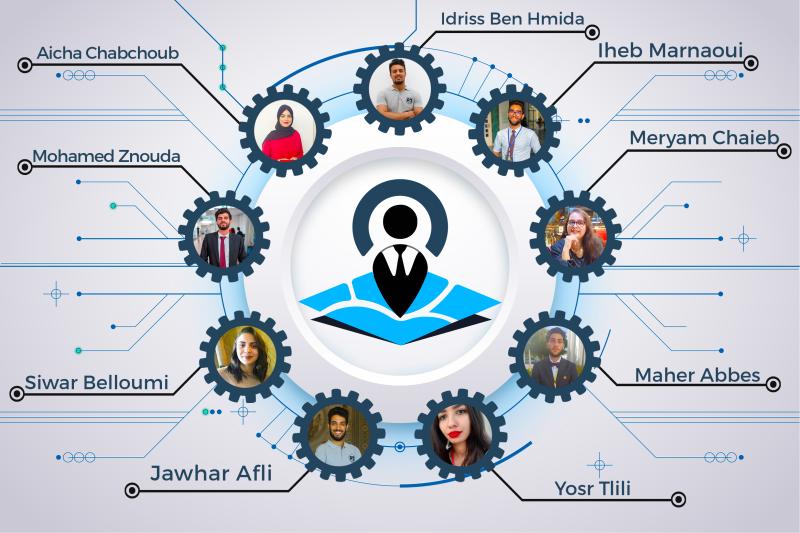 Idriss Ben Hmida
Aicha Chabchoub
Iheb Marnaoui
Mohamed Znouda
Meryam Chaieb
Siwar Belloumi
Maher Abbes
Jawhar Afli
Yosr Tlili